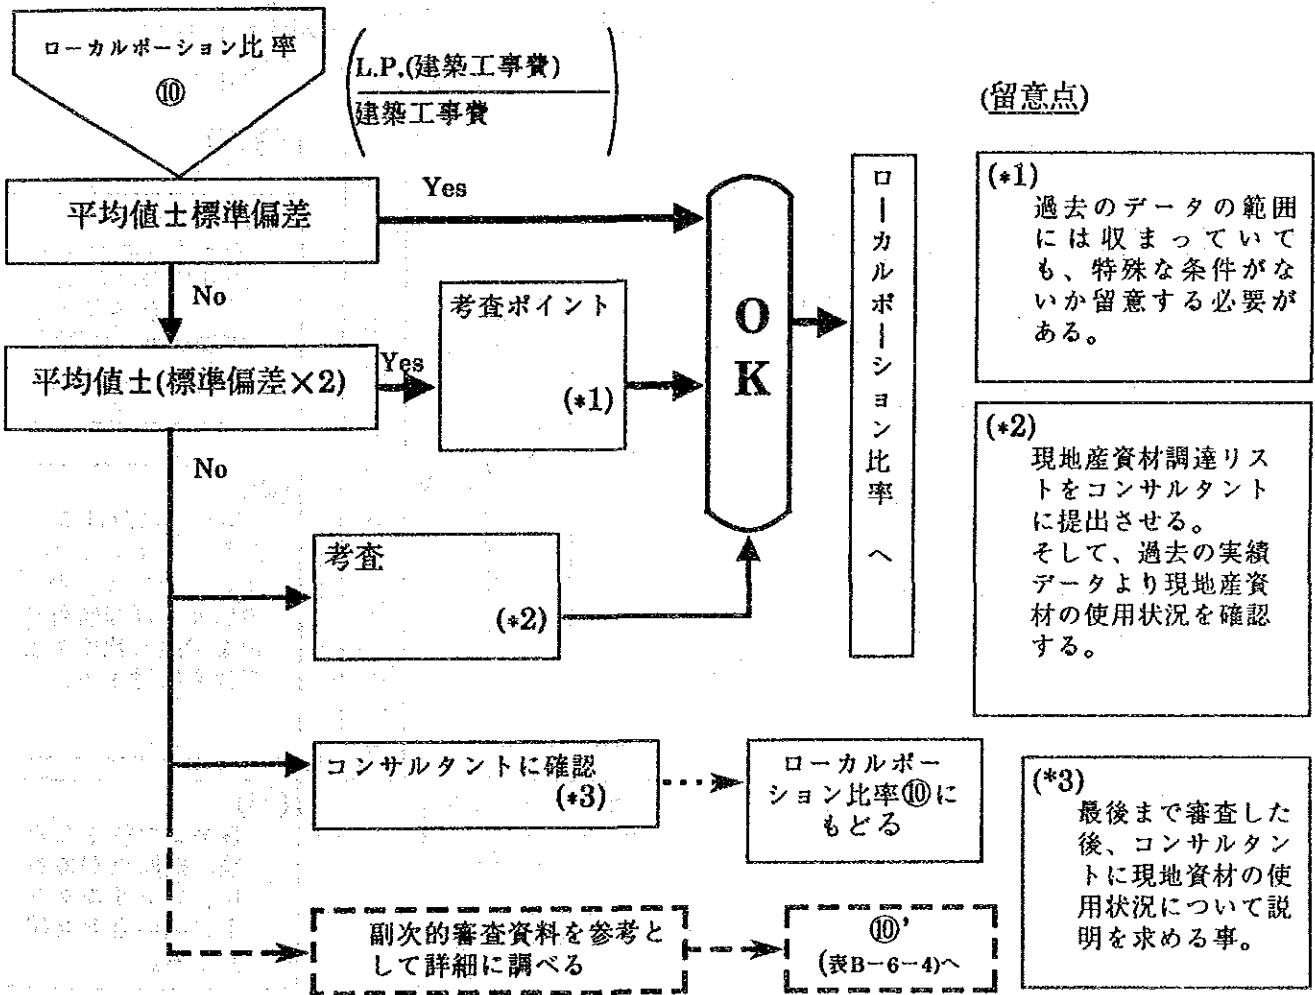 ローカルポーション比率
⑩
L.P.(建築工事費)
建築工事費
平均値士標準偏差
Yes
No
平均値士(標準偏差×2)
Yes
考査ポイント
(*1)
No
考査
(*2)
コンサルタントに確認
(*3)
ローカルポー
ション比率⑩に
もどる
副次的審査資料を参考と
して詳細に調べる
⑩'
(表B-6-4)へ
OK
ローカルポーション比率 へ
(留意点)
(*1)
過去のデータの範囲
には収まっていて
も、特殊な条件がな
いか留意する必要が
ある。
(*2)
現地産資材調達リス
トをコンサルタント
に提出させる。
そして、過去の実績
データより現地産資
材の使用状況を確認
する。
(*3)
最後まで審査した
後、コンサルタン
トに現地資材の使
用状況について説
明を求める事。